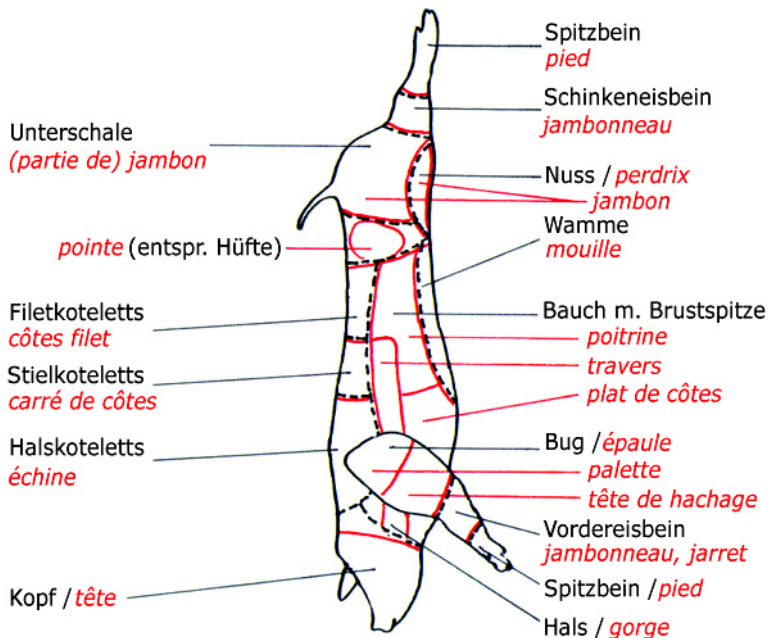 Spitzbein
pied
Schinkeneisbein
jambonneau
Unterschale
(partie de) jambon
Nuss / perdrix
jambon
Wamme
mouille
pointe (entspr. Hüfte)
Filetkoteletts
côtes filet
Bauch m. Brustspitze
poitrine
travers
plat de côtes
Stielkoteletts
carré de côtes
Halskoteletts
échine
Bug / épaule
palette
tête de hachage
Vordereisbein
jambonneau, jarret
Spitzbein / pied
Kopf / tête
Hals / gorge